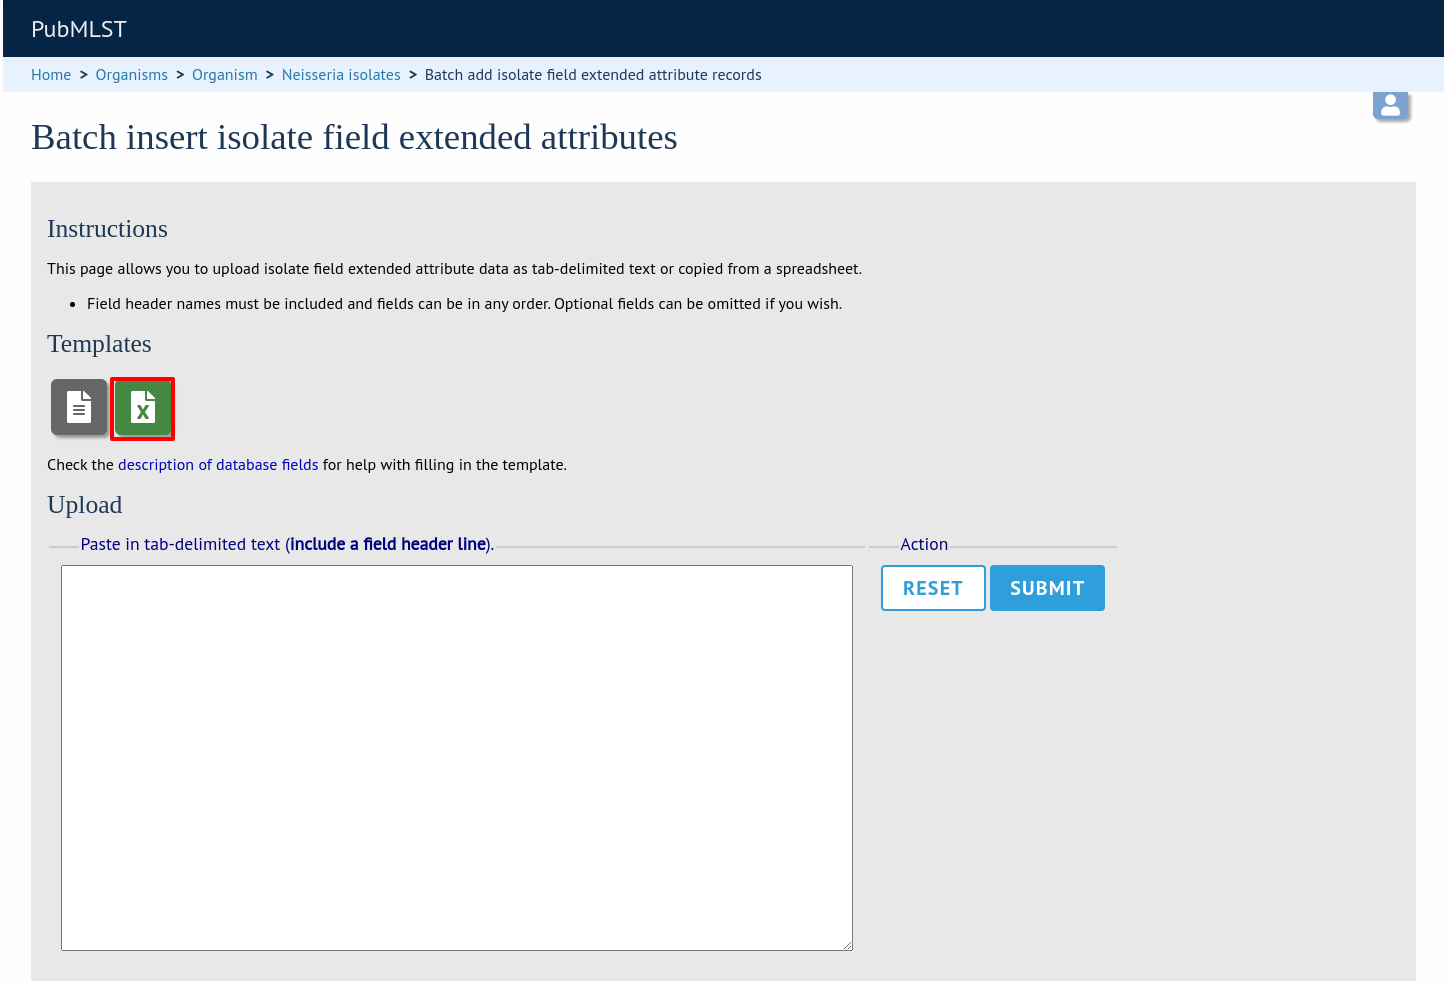 PubMLST
Home > Organisms > Organism > Neisseria isolates > Batch add isolate field extended attribute records
Batch insert isolate field extended attributes
Instructions
This page allows you to upload isolate field extended attribute data as tab-delimited text or copied from a spreadsheet.
• Field header names must be included and fields can be in any order. Optional fields can be omitted if you wish.
Templates
X
Check the description of database fields for help with filling in the template.
Upload
Paste in tab-delimited text (include a field header line).
Action
RESET SUBMIT